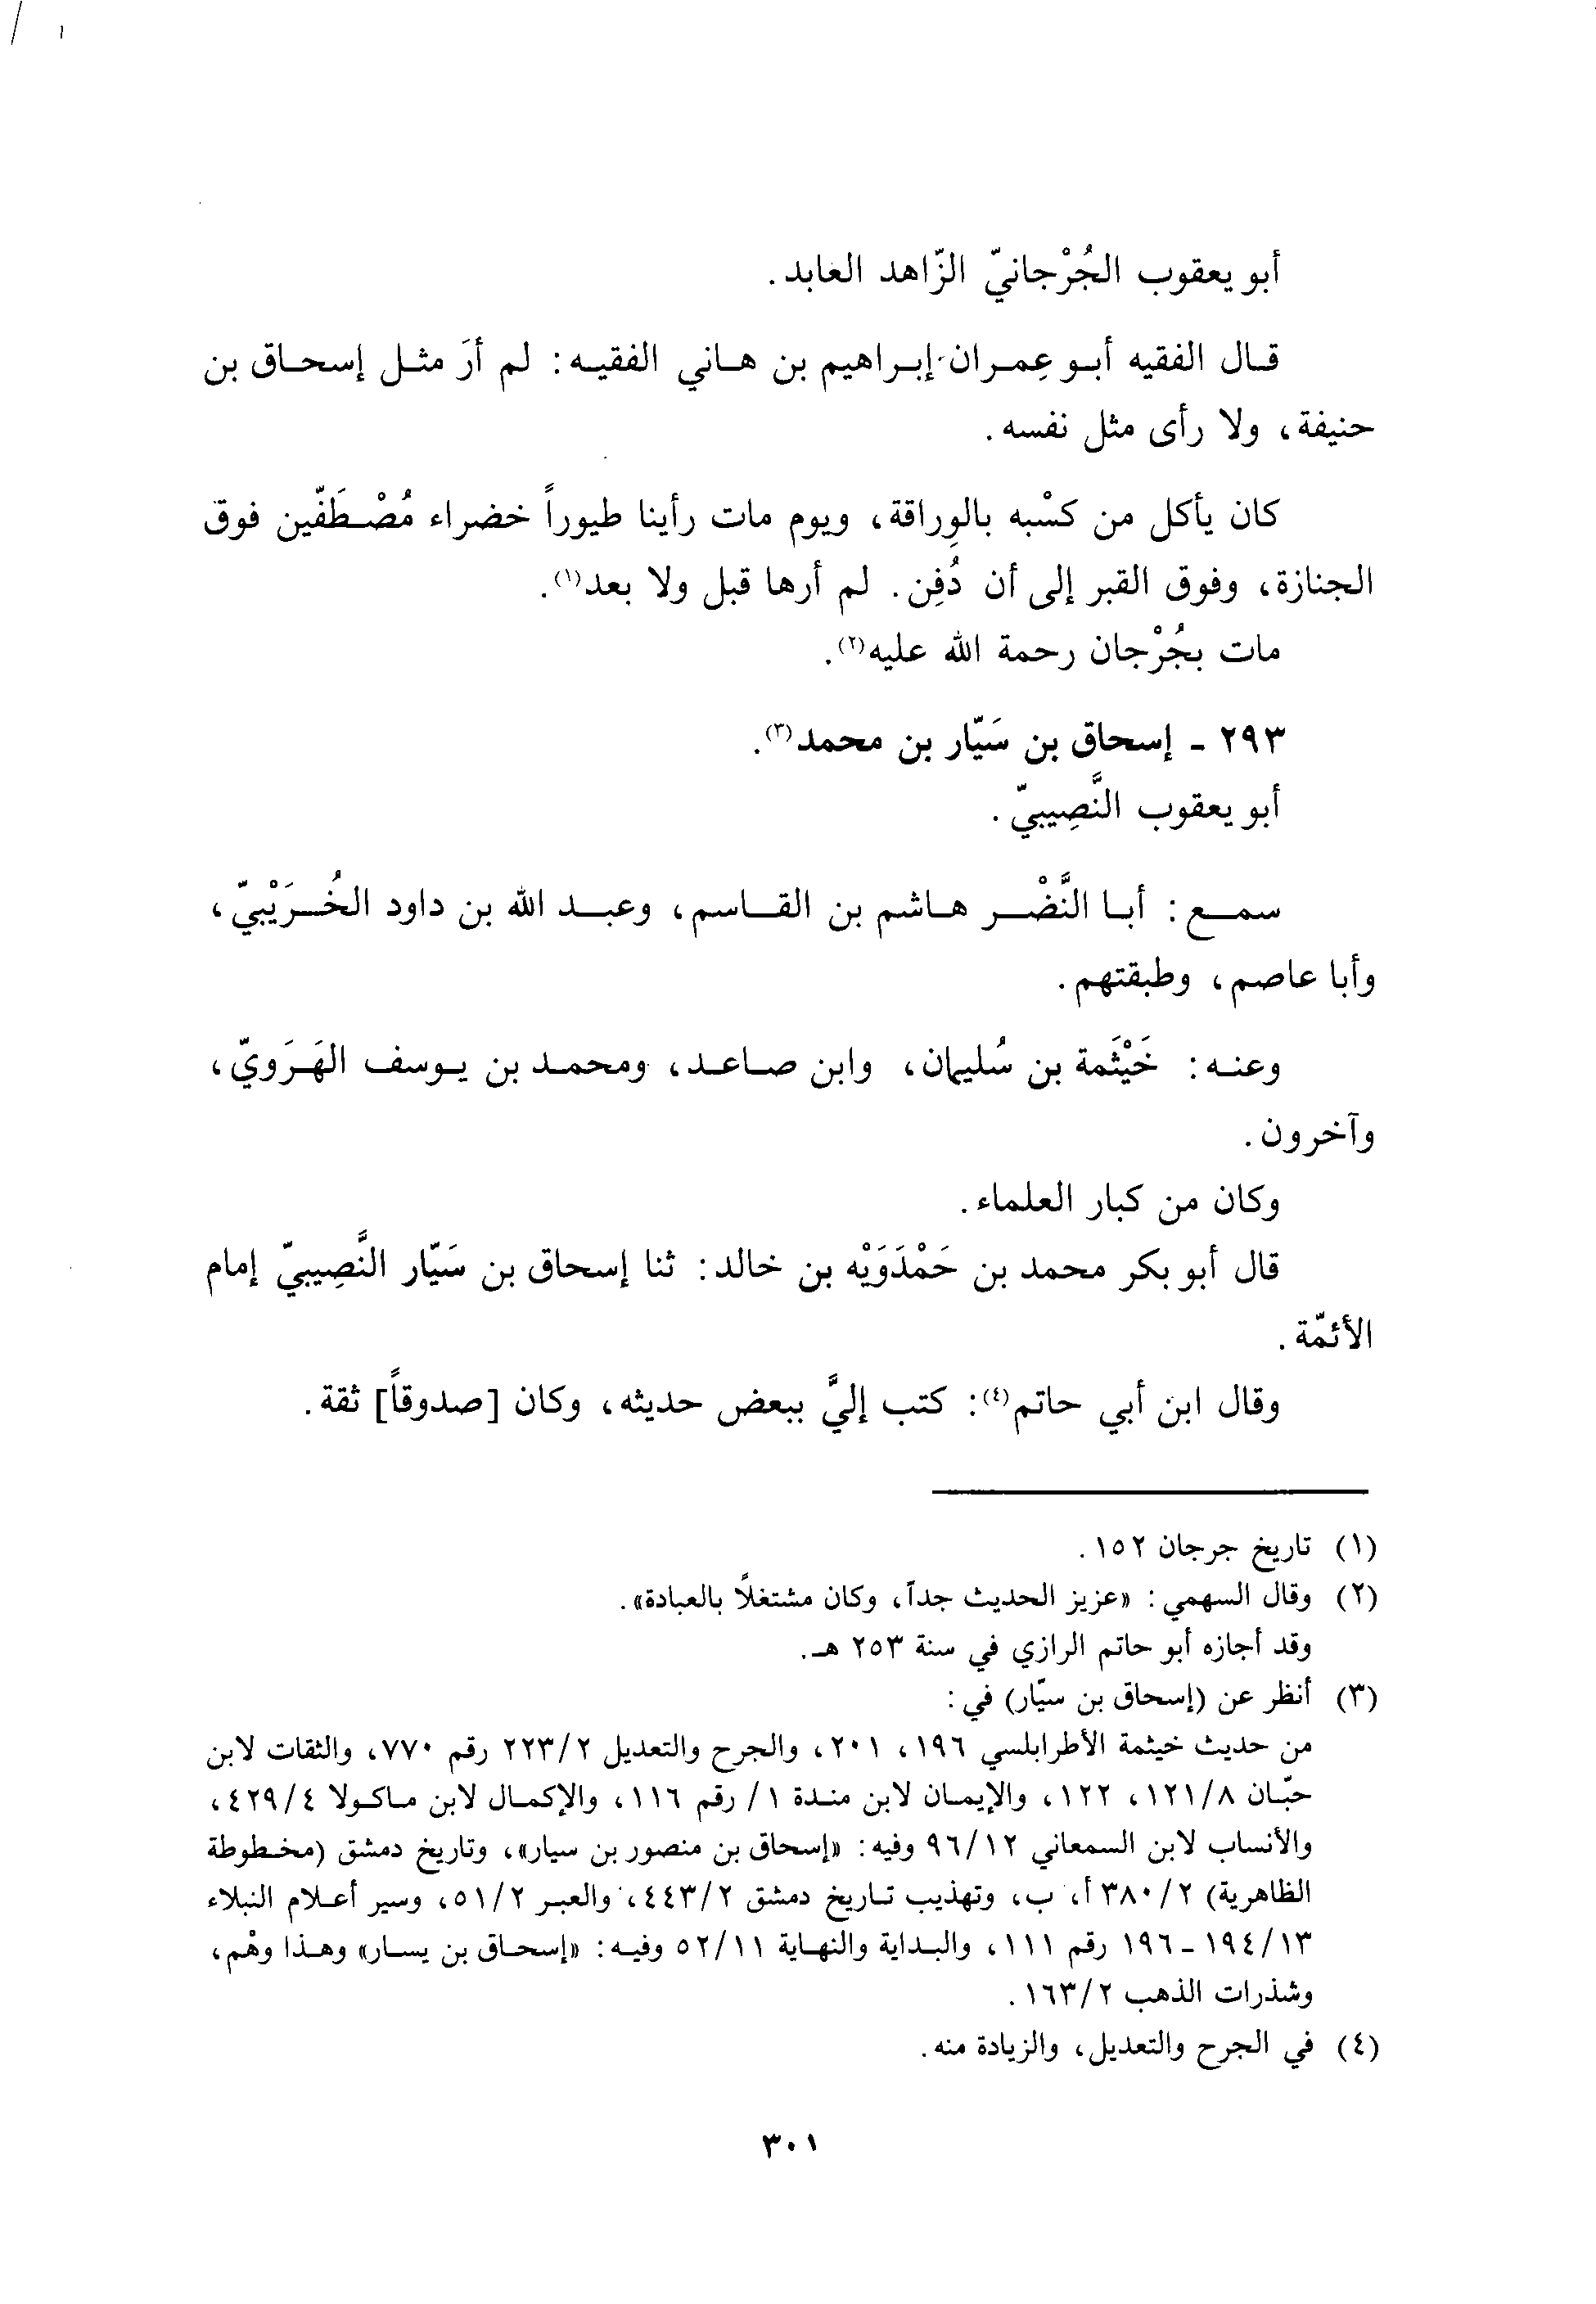 أبو يعقوب الجُرْجانيّ الزّاهد العابد.
قال الفقيه أبو عِمران إبراهيم بن هاني الفقيه: لم أرَ مثل إسحاق بن
حنيفة، ولا رأى مثل نفسه.
كان يأكل من كسْبه بالوِراقة، ويوم مات رأينا طيوراً خضراء مُصْطَفّين فوق
الجنازة، وفوق القبر إلى أن دُفِن. لم أرها قبل ولا بعد(١).
مات بجُرْجان رحمة الله عليه(٢).
٢٩٣ - إسحاق بن سَيّار بن محمد(٣).
أبو يعقوب النَّصِيبيّ.
سمع: أبا النَّضْر هاشم بن القاسم، وعبد الله بن داود الخُرَيْبيّ،
وأبا عاصم، وطبقتهم.
وعنه: خَيْثَمة بن سُليمان، وابن صاعد، ومحمد بن يوسف الهَرَويّ،
وآخرون.
وكان من كبار العلماء.
قال أبو بكر محمد بن حَمْدَوَيْه بن خالد: ثنا إسحاق بن سَيّار النَّصِيبيّ إمام
الأئمّة.
وقال ابن أبي حاتم(٤): كتب إليَّ ببعض حديثه، وكان [صدوقاً] ثقة.
(١) تاريخ جرجان ١٥٢.
(٢) وقال السهمي: «عزيز الحديث جداً، وكان مشتغلاً بالعبادة».
وقد أجازه أبو حاتم الرازي في سنة ٢٥٣ هـ.
(٣) أنظر عن (إسحاق بن سيّار) في:
من حديث خيثمة الأطرابلسي ١٩٦، ٢٠١، والجرح والتعديل ٢٢٣/٢ رقم ٧٧٠، والثقات لابن
حبّان ١٢١/٨، ١٢٢، والإيمان لابن مندة ١/ رقم ١١٦، والإكمال لابن ماكولا ٤٢٩/٤،
والأنساب لابن السمعاني ٩٦/١٢ وفيه: «إسحاق بن منصور بن سيار»، وتاريخ دمشق (مخطوطة
الظاهرية) ٣٨٠/٢ أ، ب، وتهذيب تاريخ دمشق ٤٤٣/٢، والعبر ٥١/٢، وسير أعلام النبلاء
١٩٤/١٣ - ١٩٦ رقم ١١١، والبداية والنهاية ٥٢/١١ وفيه: «إسحاق بن يسار» وهذا وهْم،
وشذرات الذهب ١٦٣/٢.
(٤) في الجرح والتعديل، والزيادة منه.
٣٠١